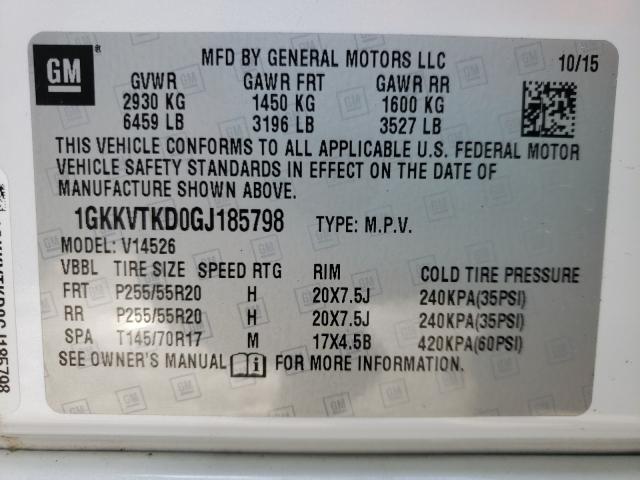 GM ® MFD BY GENERAL MOTORS LLC 10/15
GVWR GAWR FRT GAWR RR
2930 KG 1450 KG 1600 KG
6459 LB 3196 LB 3527 LB
THIS VEHICLE CONFORMS TO ALL APPLICABLE U.S. FEDERAL MOTOR
VEHICLE SAFETY STANDARDS IN EFFECT ON THE DATE OF
MANUFACTURE SHOWN ABOVE.
1GKKVTKD0GJ185798 TYPE: M.P.V.
MODEL: V14526
VBBL TIRE SIZE SPEED RTG RIM COLD TIRE PRESSURE
FRT P255/55R20 H 20X7.5J 240KPA(35PSI)
RR P255/55R20 H 20X7.5J 240KPA(35PSI)
SPA T145/70R17 M 17X4.5B 420KPA(60PSI)
SEE OWNER'S MANUAL i FOR MORE INFORMATION.